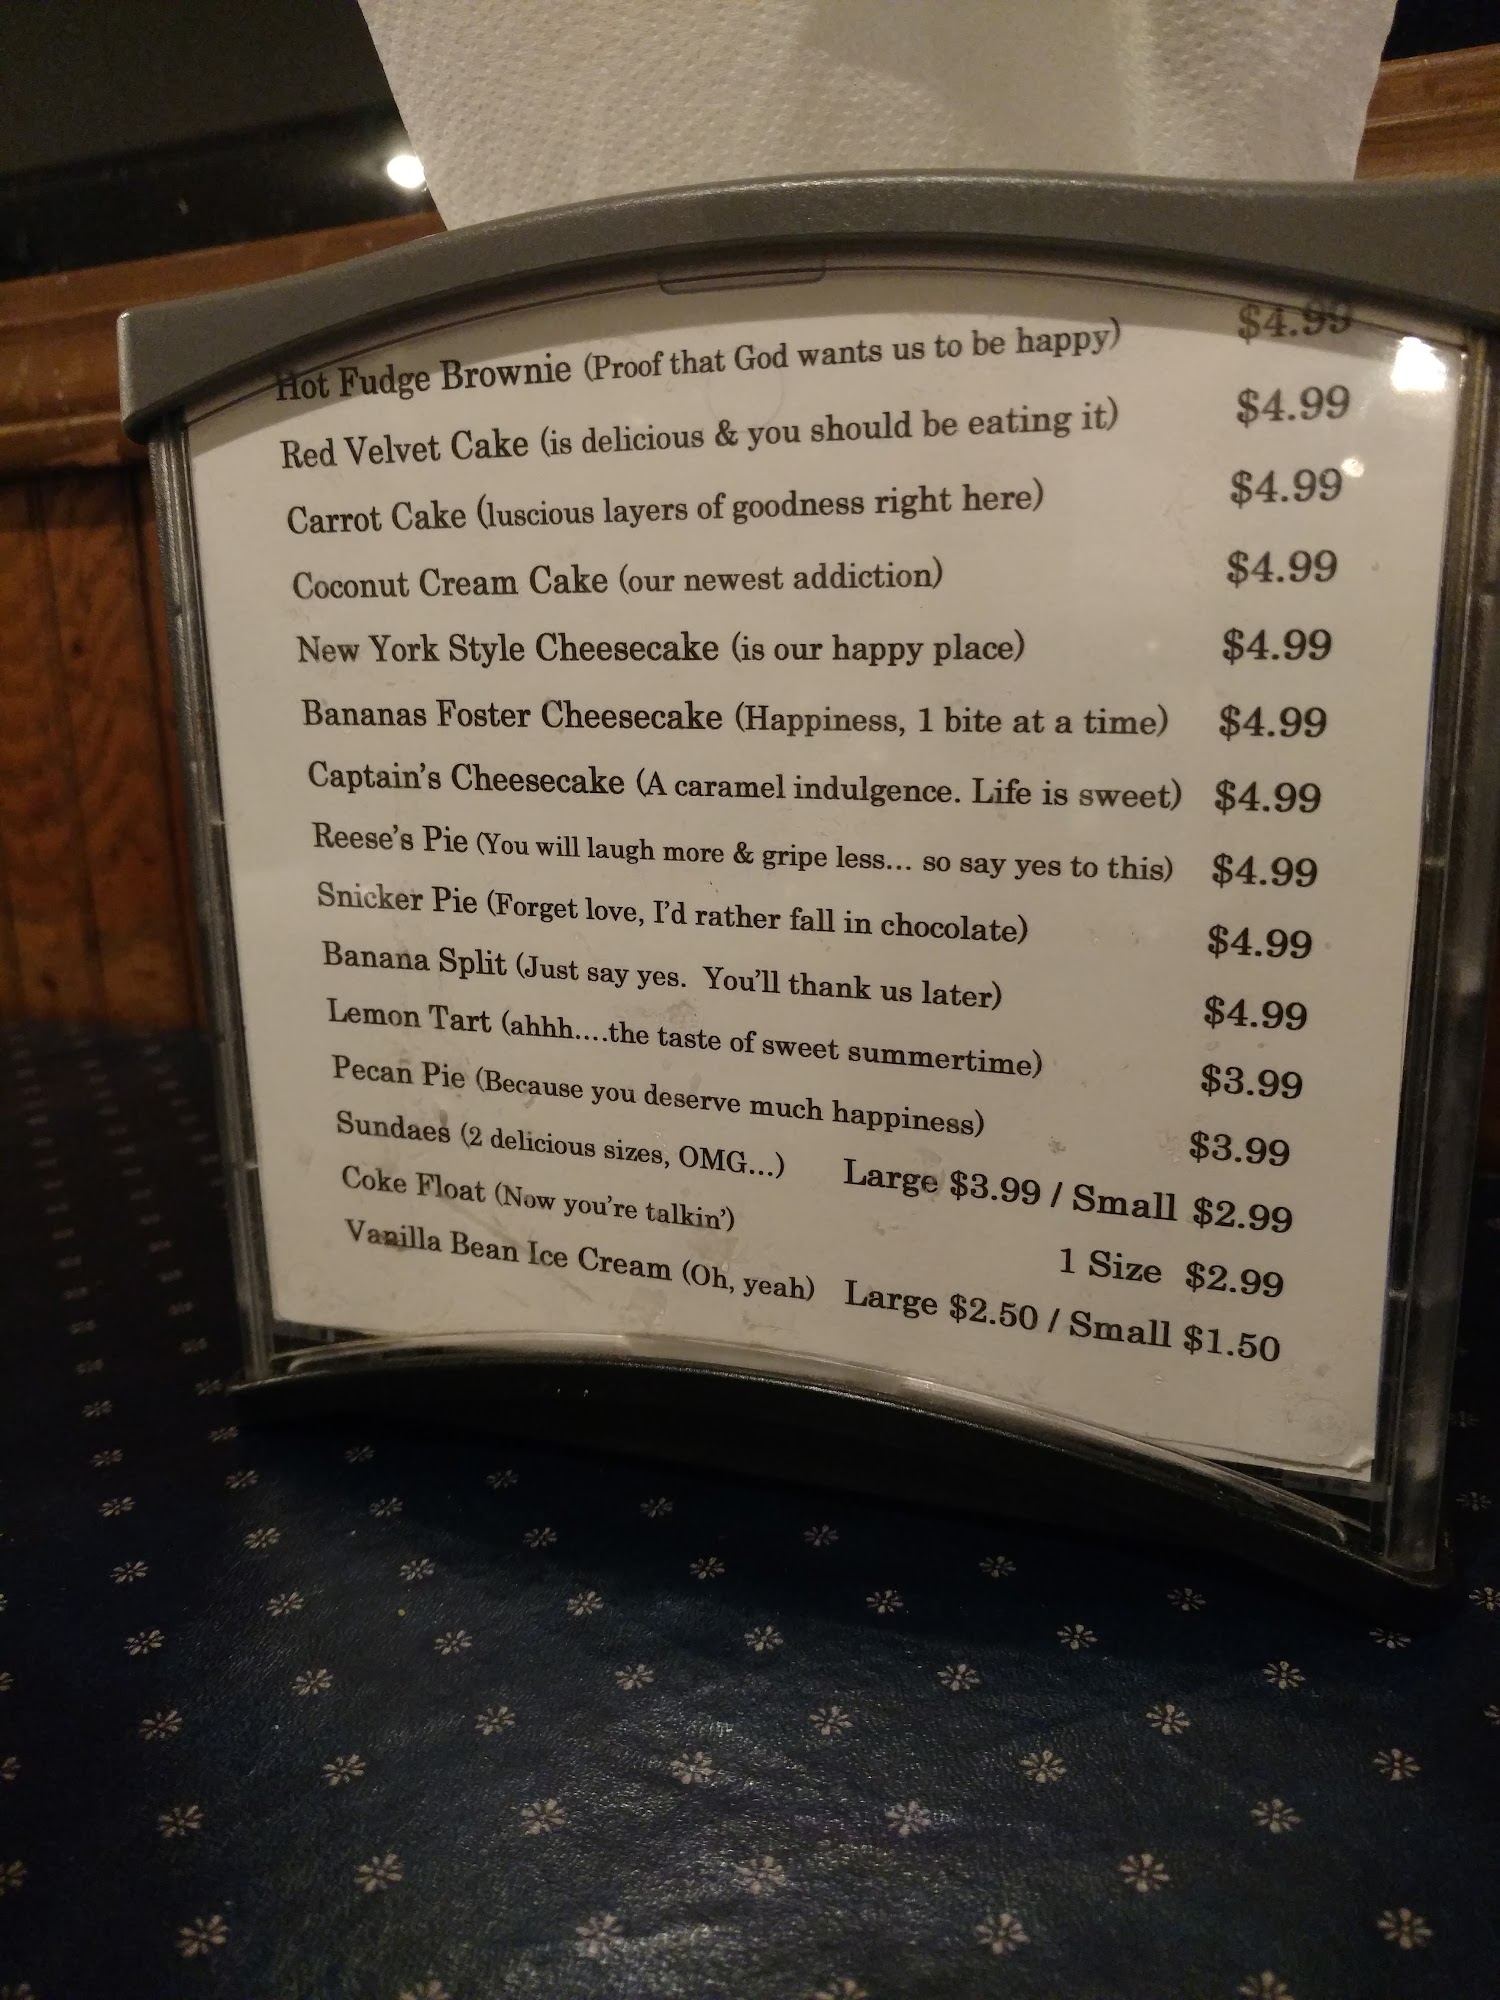 Hot Fudge Brownie (Proof that God wants us to be happy) $4.99
Red Velvet Cake (is delicious & you should be eating it) $4.99
Carrot Cake (luscious layers of goodness right here) $4.99
Coconut Cream Cake (our newest addiction) $4.99
New York Style Cheesecake (is our happy place) $4.99
Bananas Foster Cheesecake (Happiness, 1 bite at a time) $4.99
Captain's Cheesecake (A caramel indulgence. Life is sweet) $4.99
Reese's Pie (You will laugh more & gripe less... so say yes to this) $4.99
Snicker Pie (Forget love, I'd rather fall in chocolate) $4.99
Banana Split (Just say yes. You'll thank us later) $4.99
Lemon Tart (ahhh....the taste of sweet summertime) $3.99
Pecan Pie (Because you deserve much happiness) $3.99
Sundaes (2 delicious sizes, OMG...) Large $3.99 / Small $2.99
Coke Float (Now you're talkin') 1 Size $2.99
Vanilla Bean Ice Cream (Oh, yeah) Large $2.50 / Small $1.50